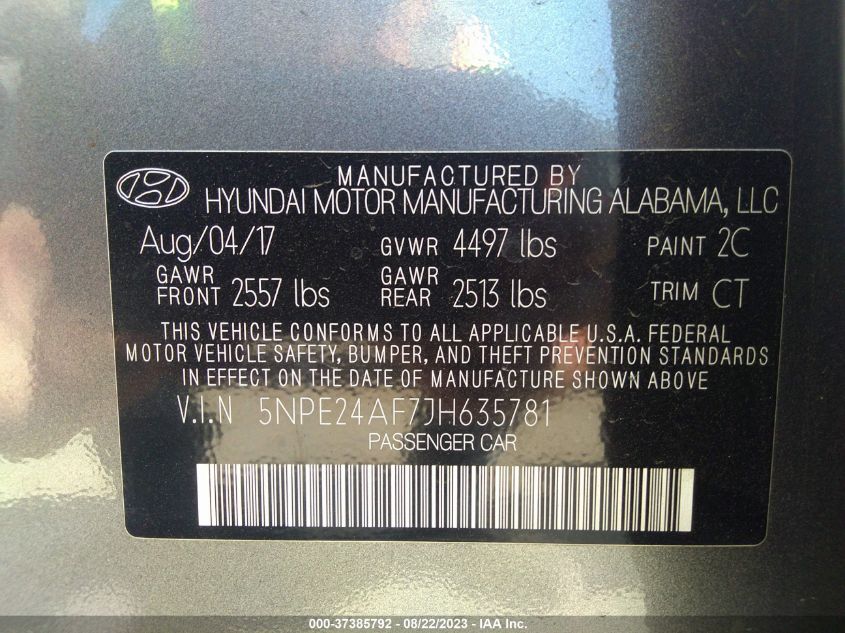 MANUFACTURED BY
HYUNDAI MOTOR MANUFACTURING ALABAMA, LLC
Aug/04/17 GVWR 4497 lbs PAINT 2C
GAWR FRONT 2557 lbs GAWR REAR 2513 lbs TRIM CT
THIS VEHICLE CONFORMS TO ALL APPLICABLE U.S.A. FEDERAL
MOTOR VEHICLE SAFETY, BUMPER, AND THEFT PREVENTION STANDARDS
IN EFFECT ON THE DATE OF MANUFACTURE SHOWN ABOVE
V.I.N 5NPE24AF7JH635781
PASSENGER CAR
000-37385792 - 08/22/2023 - IAA Inc.